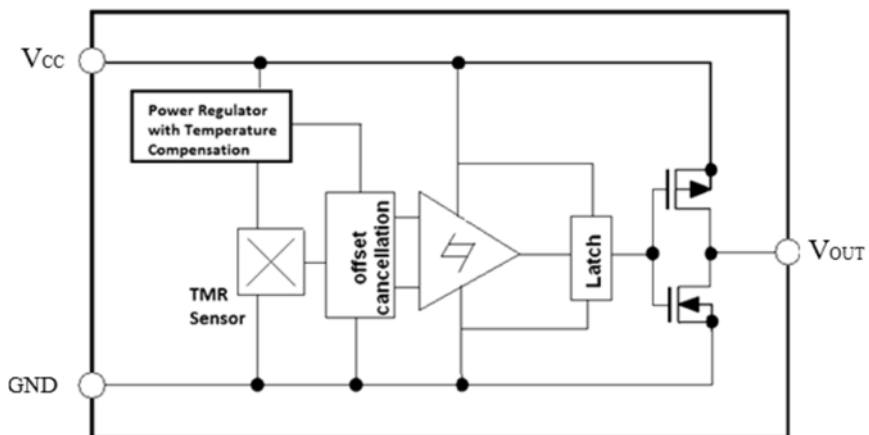 VCC
Power Regulator
with Temperature
Compensation
offset
cancellation
TMR
Sensor
Latch
VOUT
GND